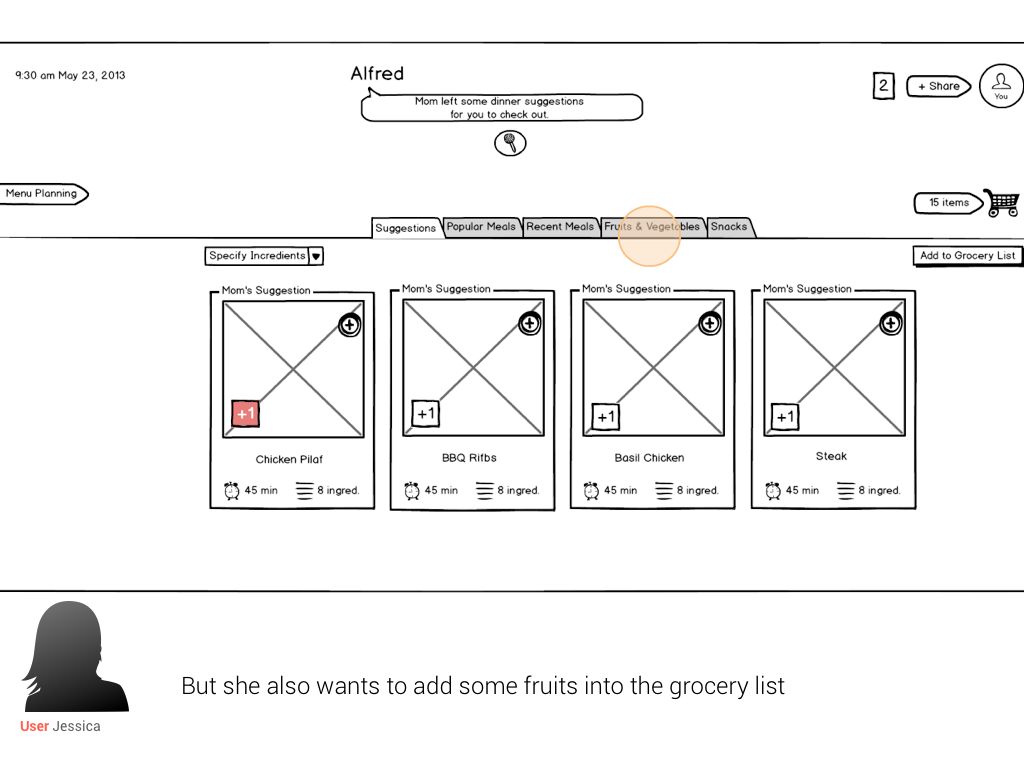 9:30 am May 23, 2013
Alfred
Mom left some dinner suggestions
for you to check out.
2
+ Share
You
Menu Planning
15 items
Suggestions
Popular Meals
Recent Meals
Fruits & Vegetables
Snacks
Specify Incredients
Add to Grocery List
Mom's Suggestion
+1
Chicken Pilaf
45 min
8 ingred.
Mom's Suggestion
+1
BBQ Rifbs
45 min
8 ingred.
Mom's Suggestion
+1
Basil Chicken
45 min
8 ingred.
Mom's Suggestion
+1
Steak
45 min
8 ingred.
But she also wants to add some fruits into the grocery list
User Jessica